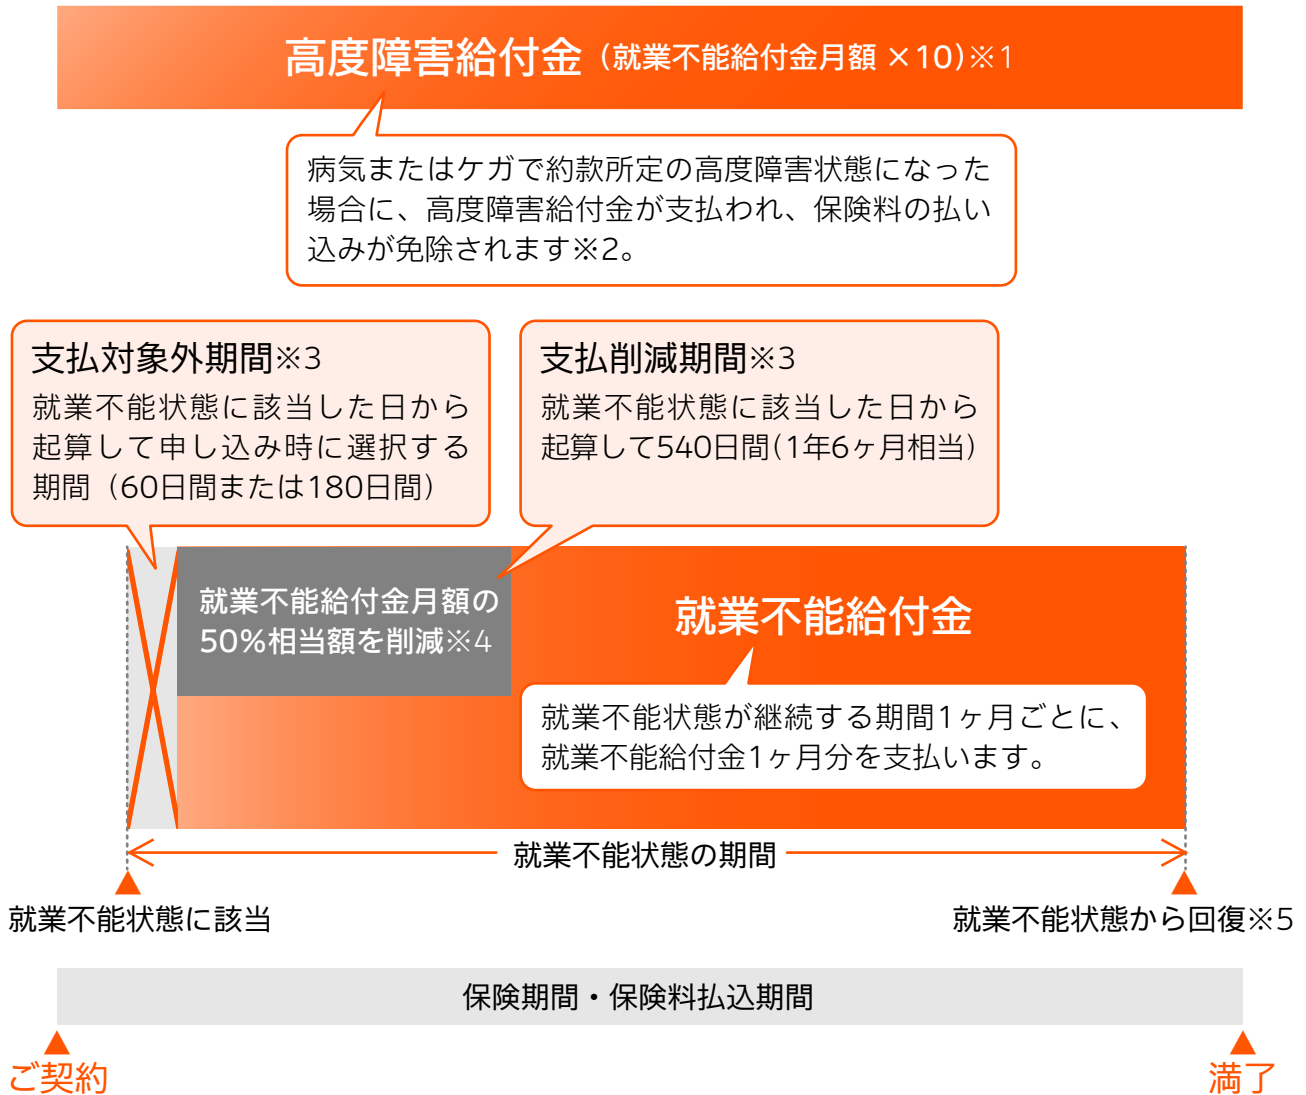 高度障害給付金（就業不能給付金月額 ×10）※1
病気またはケガで約款所定の高度障害状態になった
場合に、高度障害給付金が支払われ、保険料の払い
込みが免除されます※2。
支払対象外期間※3
就業不能状態に該当した日から
起算して申し込み時に選択する
期間（60日間または180日間）
支払削減期間※3
就業不能状態に該当した日から
起算して540日間（1年6ヶ月相当）
就業不能給付金月額の
50％相当額を削減※4
就業不能給付金
就業不能状態が継続する期間1ヶ月ごとに、
就業不能給付金1ヶ月分を支払います。
就業不能状態の期間
就業不能状態に該当
就業不能状態から回復※5
保険期間・保険料払込期間
ご契約
満了